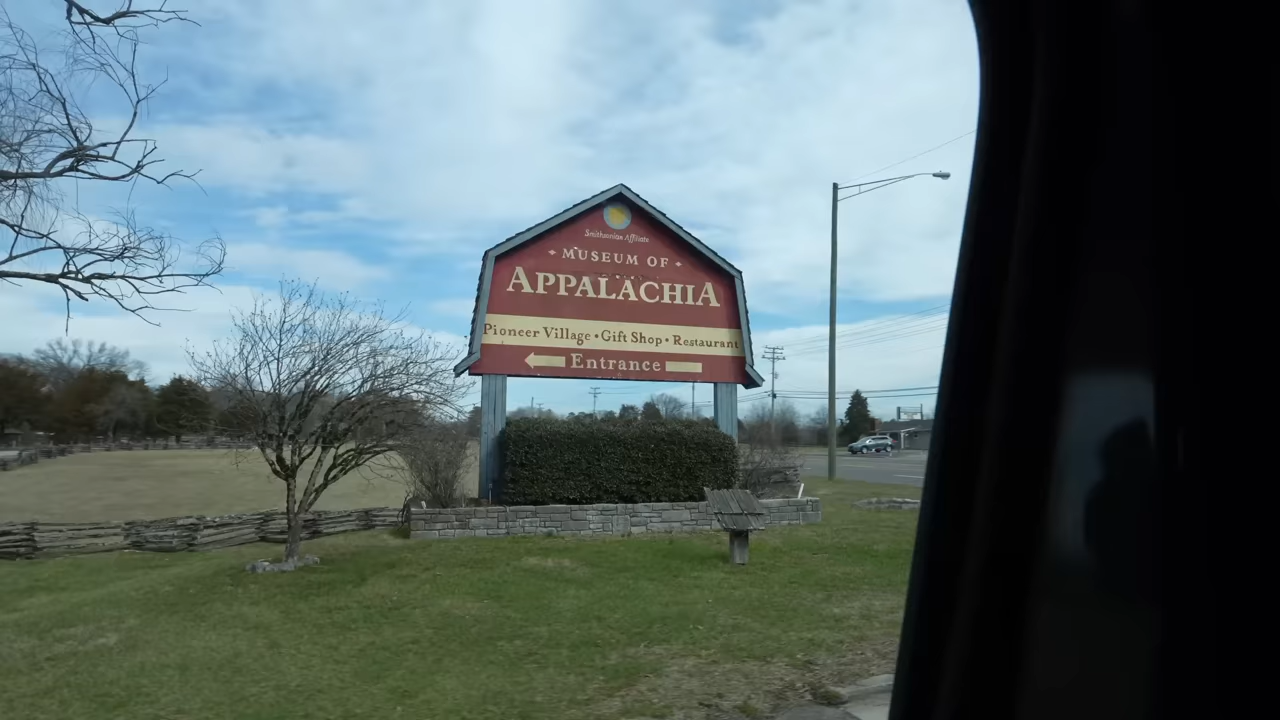 Smithsonian Affiliate
MUSEUM OF
APPALACHIA
Pioneer Village • Gift Shop • Restaurant
Entrance